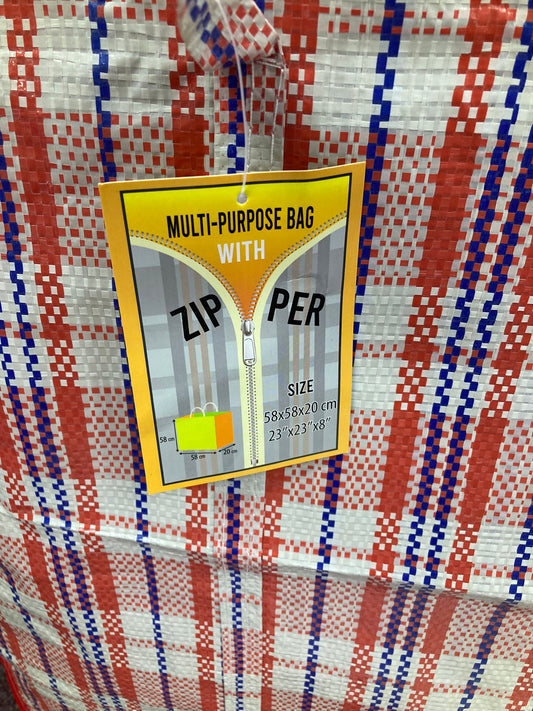 MULTI-PURPOSE BAG
WITH
ZIP PER
SIZE
58x58x20 cm
23"x23"x8"
58 cm
58 cm
20 cm